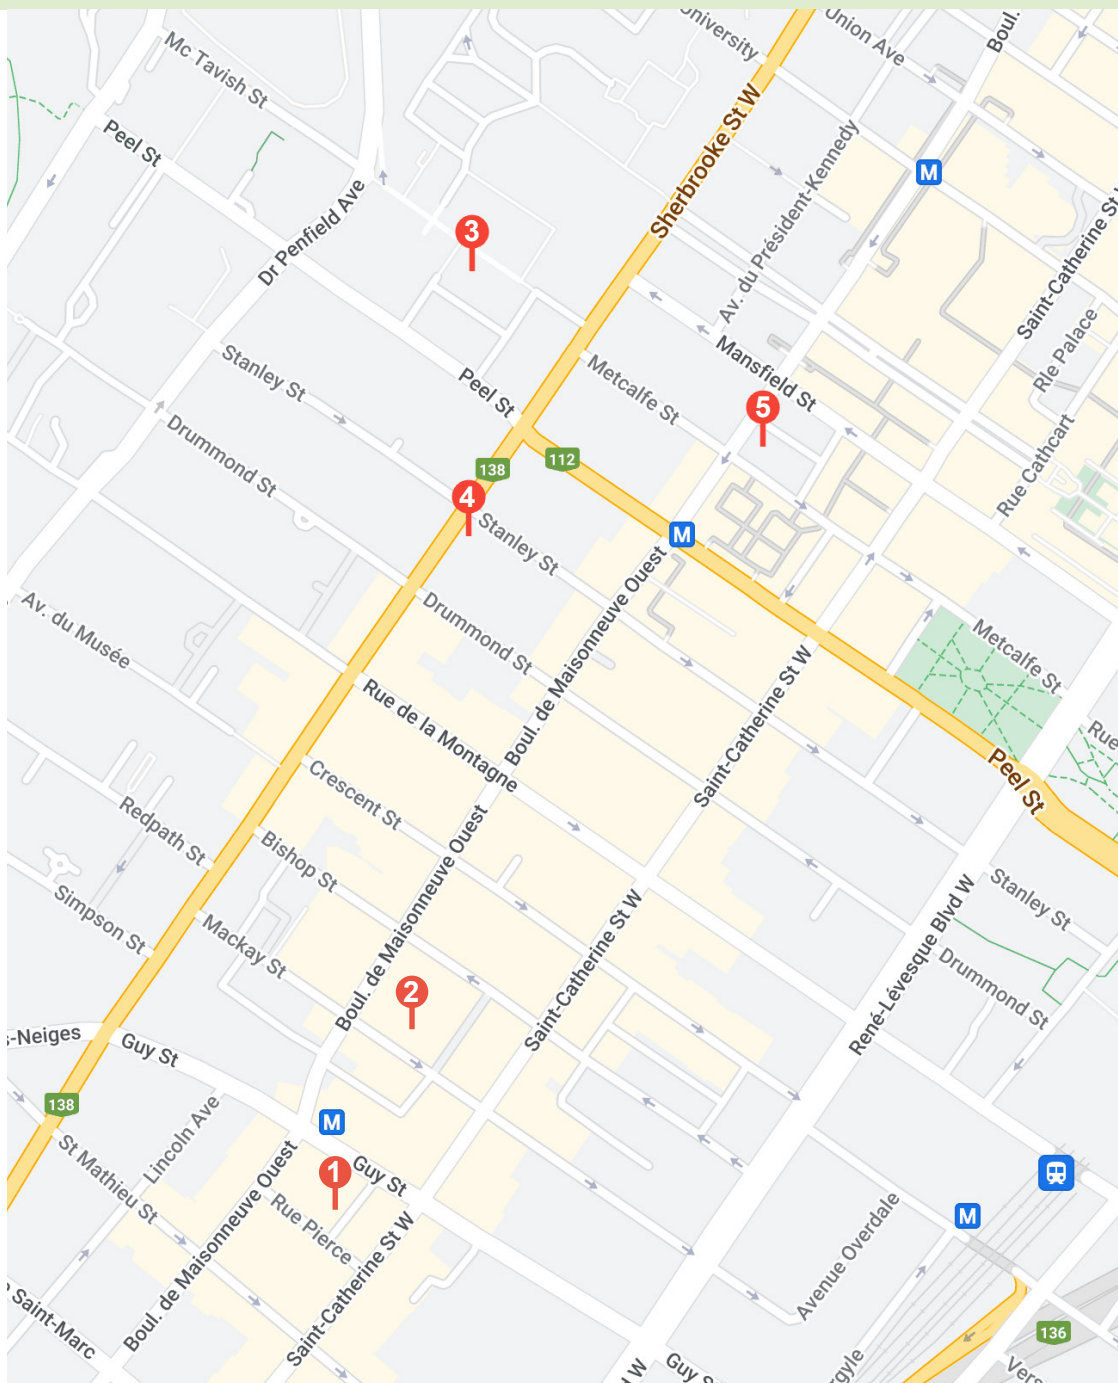 University
Union Ave
Boul.
Mc Tavish St
Sherbrooke St W
Peel St
M
Av. du Président-Kennedy
Dr Penfield Ave
3
Saint-Catherine St
Rle Palace
Mansfield St
Stanley St
Metcalfe St
Peel St
5
Drummond St
Rue Cathcart
138
112
4
Stanley St
M
Boul. de Maisonneuve Ouest
Av. du Musée
Drummond St
Metcalfe St
Rue de la Montagne
Saint-Catherine St W
Rue
Peel St
Crescent St
Redpath St
Bishop St
Boul. de Maisonneuve Ouest
Simpson St
Mackay St
Stanley St
Saint-Catherine St W
René-Lévesque Blvd W
Drummond St
2
s-Neiges
Guy St
138
Lincoln Ave
M
St Mathieu St
1
Guy St
Boul. de Maisonneuve Ouest
Rue Pierce
M
Saint-Catherine St W
Avenue Overdale
Saint-Marc
136
d W
Guy St
rgyle
Vers